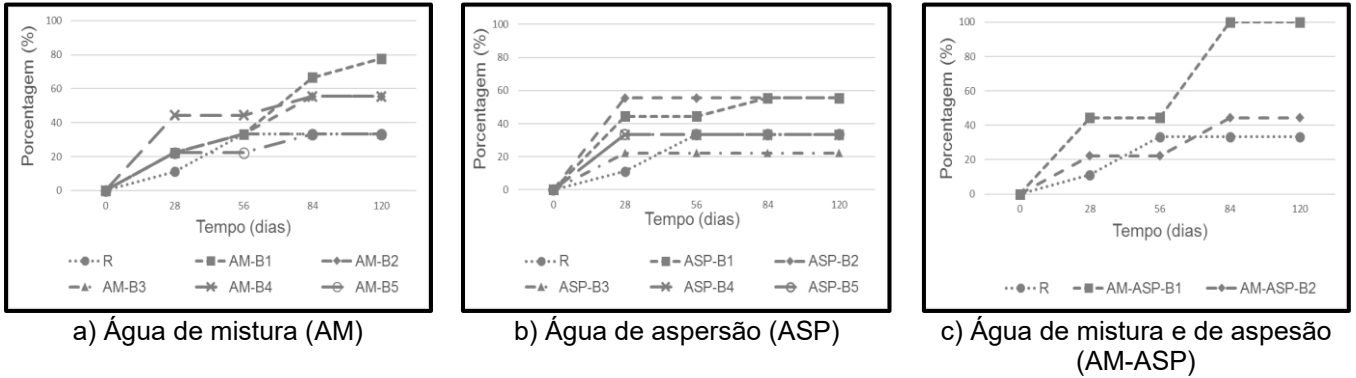 100
80
60
40
20
0
Porcentagem (%)
0 28 56 84 120
Tempo (dias)
R AM-B1 AM-B2
AM-B3 AM-B4 AM-B5
a) Água de mistura (AM)
100
80
60
40
20
0
Porcentagem (%)
0 28 56 84 120
Tempo (dias)
R ASP-B1 ASP-B2
ASP-B3 ASP-B4 ASP-B5
b) Água de aspersão (ASP)
100
80
60
40
20
0
Porcentagem (%)
0 28 56 84 120
Tempo (dias)
R AM-ASP-B1 AM-ASP-B2
c) Água de mistura e de aspesão
(AM-ASP)